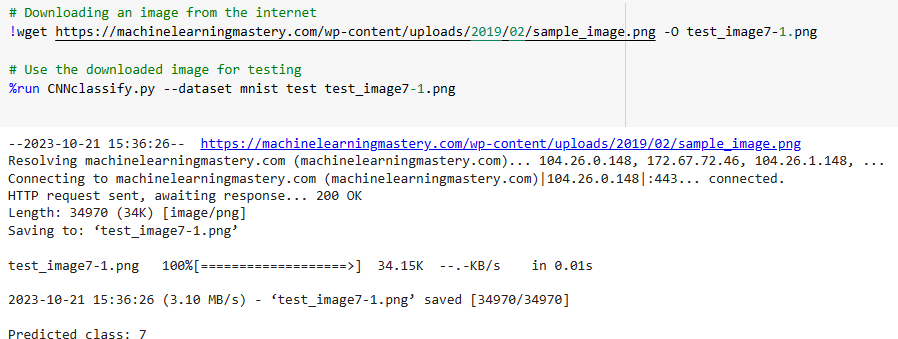 # Downloading an image from the internet
!wget https://machinelearningmastery.com/wp-content/uploads/2019/02/sample_image.png -O test_image7-1.png
# Use the downloaded image for testing
%run CNNclassify.py --dataset mnist test test_image7-1.png
--2023-10-21 15:36:26--  https://machinelearningmastery.com/wp-content/uploads/2019/02/sample_image.png
Resolving machinelearningmastery.com (machinelearningmastery.com)... 104.26.0.148, 172.67.72.46, 104.26.1.148, ...
Connecting to machinelearningmastery.com (machinelearningmastery.com)|104.26.0.148|:443... connected.
HTTP request sent, awaiting response... 200 OK
Length: 34970 (34K) [image/png]
Saving to: ‘test_image7-1.png’
test_image7-1.png   100%[===================>]  34.15K  --.-KB/s    in 0.01s
2023-10-21 15:36:26 (3.10 MB/s) - ‘test_image7-1.png’ saved [34970/34970]
Predicted class: 7